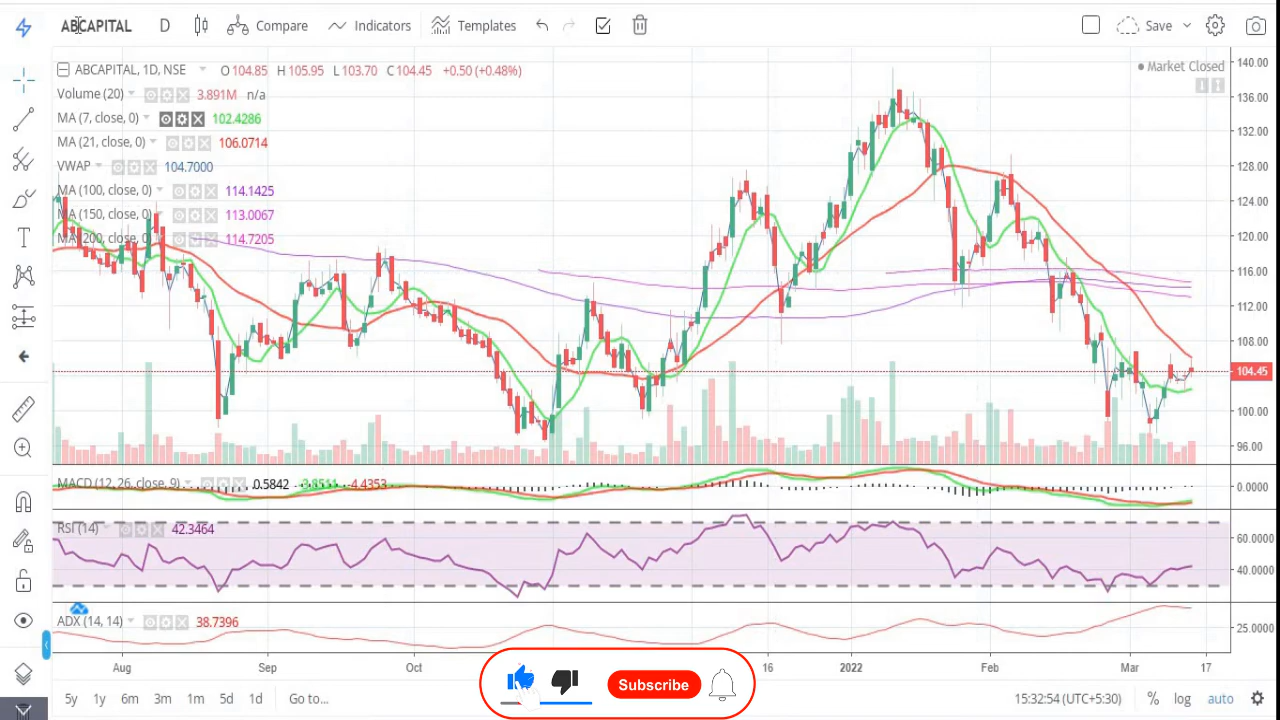 ABCAPITAL D Compare Indicators Templates Save
ABCAPITAL, 1D, NSE O 104.85 H 105.95 L 103.70 C 104.45 +0.50 (+0.48%)
Market Closed
Volume (20) 3.891M n/a
MA (7, close, 0) 102.4286
MA (21, close, 0) 106.0714
VWAP 104.7000
MA (100, close, 0) 114.1425
MA (150, close, 0) 113.0067
MA (200, close, 0) 114.7205
140.00
136.00
132.00
128.00
124.00
120.00
116.00
112.00
108.00
104.45
100.00
96.00
MACD (12, 26, close, 9) 0.5842 -4.4353
0.0000
RSI (14) 42.3464
60.0000
40.0000
ADX (14, 14) 38.7396
25.0000
Aug Sep Oct 16 2022 Feb Mar 17
5y 1y 6m 3m 1m 5d 1d Go to... 15:32:54 (UTC+5:30) % log auto
Subscribe